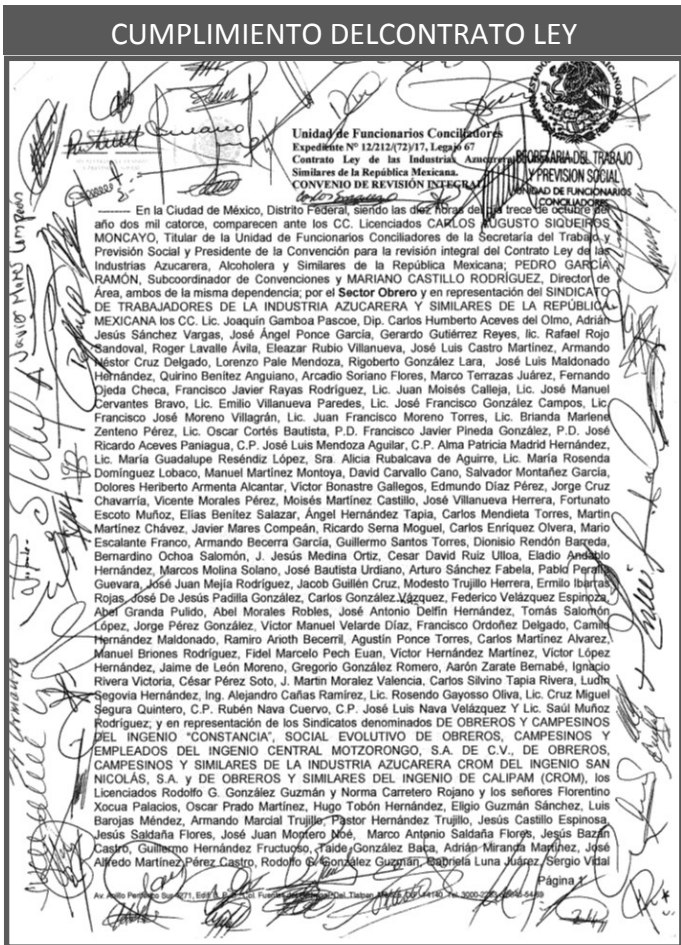 CUMPLIMIENTO DELCONTRATO LEY
Unidad de Funcionarios Conciliadores
Expediente N° 12/212/(72)/17, Legajo 67
Contrato Ley de las Industrias Azucarera,
Similares de la República Mexicana.
CONVENIO DE REVISIÓN INTEGRAL
SECRETARIA DEL TRABAJO
Y PREVISION SOCIAL
UNIDAD DE FUNCIONARIOS
CONCILIADORES
-------- En la Ciudad de México, Distrito Federal, siendo las diez horas del día trece de octubre del
año dos mil catorce, comparecen ante los CC. Licenciados CARLOS AUGUSTO SIQUEIROS
MONCAYO, Titular de la Unidad de Funcionarios Conciliadores de la Secretaría del Trabajo y
Previsión Social y Presidente de la Convención para la revisión integral del Contrato Ley de las
Industrias Azucarera, Alcoholera y Similares de la República Mexicana; PEDRO GARCÍA
RAMÓN, Subcoordinador de Convenciones y MARIANO CASTILLO RODRÍGUEZ, Director de
Área, ambos de la misma dependencia; por el Sector Obrero y en representación del SINDICATO
DE TRABAJADORES DE LA INDUSTRIA AZUCARERA Y SIMILARES DE LA REPÚBLICA
MEXICANA los CC. Lic. Joaquín Gamboa Pascoe, Dip. Carlos Humberto Aceves del Olmo, Adrián
Jesús Sánchez Vargas, José Ángel Ponce García, Gerardo Gutiérrez Reyes, lic. Rafael Rojo
Sandoval, Roger Lavalle Ávila, Eleazar Rubio Villanueva, José Luis Castro Martínez, Armando
Néstor Cruz Delgado, Lorenzo Pale Mendoza, Rigoberto González Lara, José Luis Maldonado
Hernández, Quirino Benítez Anguiano, Arcadio Soriano Flores, Marco Terrazas Juárez, Fernando
Ojeda Checa, Francisco Javier Rayas Rodríguez, Lic. Juan Moisés Calleja, Lic. José Manuel
Cervantes Bravo, Lic. Emilio Villanueva Paredes, Lic. José Francisco González Campos, Lic.
Francisco José Moreno Villagrán, Lic. Juan Francisco Moreno Torres, Lic. Brianda Marlene
Zenteno Pérez, Lic. Oscar Cortés Bautista, P.D. Francisco Javier Pineda González, P.D. José
Ricardo Aceves Paniagua, C.P. José Luis Mendoza Aguilar, C.P. Alma Patricia Madrid Hernández,
Lic. María Guadalupe Reséndiz López, Sra. Alicia Rubalcava de Aguirre, Lic. María Rosenda
Domínguez Lobaco, Manuel Martínez Montoya, David Carvallo Cano, Salvador Montañez García,
Dolores Heriberto Armenta Alcantar, Víctor Bonastre Gallegos, Edmundo Díaz Pérez, Jorge Cruz
Chavarría, Vicente Morales Pérez, Moisés Martínez Castillo, José Villanueva Herrera, Fortunato
Escoto Muñoz, Elías Benítez Salazar, Ángel Hernández Tapia, Carlos Mendieta Torres, Martin
Martínez Chávez, Javier Mares Compeán, Ricardo Serna Moguel, Carlos Enríquez Olvera, Mario
Escalante Franco, Armando Becerra García, Guillermo Santos Torres, Dionisio Rendón Barreda,
Bernardino Ochoa Salomón, J. Jesús Medina Ortiz, Cesar David Ruíz Ulloa, Eladio Andablo
Hernández, Marcos Molina Solano, José Bautista Urdiano, Arturo Sánchez Fabela, Pablo Peralta
Guevara, José Juan Mejía Rodríguez, Jacob Guillén Cruz, Modesto Trujillo Herrera, Ermilo Ibarras
Rojas, José De Jesús Padilla González, Carlos González Vázquez, Federico Velázquez Espinoza,
Abel Granda Pulido, Abel Morales Robles, José Antonio Delfín Hernández, Tomás Salomón
López, Jorge Pérez González, Víctor Manuel Velarde Díaz, Francisco Ordoñez Delgado, Camilo
Hernández Maldonado, Ramiro Arioth Becerril, Agustín Ponce Torres, Carlos Martínez Alvarez,
Manuel Briones Rodríguez, Fidel Marcelo Pech Euan, Víctor Hernández Martínez, Víctor López
Hernández, Jaime de León Moreno, Gregorio González Romero, Aarón Zarate Bernabé, Ignacio
Rivera Victoria, César Pérez Soto, J. Martín Moralez Valencia, Carlos Silvino Tapia Rivera, Ludin
Segovia Hernández, Ing. Alejandro Cañas Ramírez, Lic. Rosendo Gayosso Oliva, Lic. Cruz Miguel
Segura Quintero, C.P. Rubén Nava Cuervo, C.P. José Luis Nava Velázquez Y Lic. Saúl Muñoz
Rodríguez; y en representación de los Sindicatos denominados DE OBREROS Y CAMPESINOS
DEL INGENIO "CONSTANCIA", SOCIAL EVOLUTIVO DE OBREROS, CAMPESINOS Y
EMPLEADOS DEL INGENIO CENTRAL MOTZORONGO, S.A. DE C.V., DE OBREROS,
CAMPESINOS Y SIMILARES DE LA INDUSTRIA AZUCARERA CROM DEL INGENIO SAN
NICOLÁS, S.A. y DE OBREROS Y SIMILARES DEL INGENIO DE CALIPAM (CROM), los
Licenciados Rodolfo G. González Guzmán y Norma Carretero Rojano y los señores Florentino
Xocua Palacios, Oscar Prado Martínez, Hugo Tobón Hernández, Eligio Guzmán Sánchez, Luis
Barojas Méndez, Armando Marcial Trujillo, Pastor Hernández Trujillo, Jesús Castillo Espinosa,
Jesús Saldaña Flores, José Juan Montero Noé, Marco Antonio Saldaña Flores, Jesús Bazán
Castro, Guillermo Hernández Fructuoso, Taide González Baca, Adrián Miranda Martínez, José
Alfredo Martínez Pérez Castro, Rodolfo G. González Guzmán, Gabriela Luna Juárez, Sergio Vidal
Página 1
Javier Mares Compean